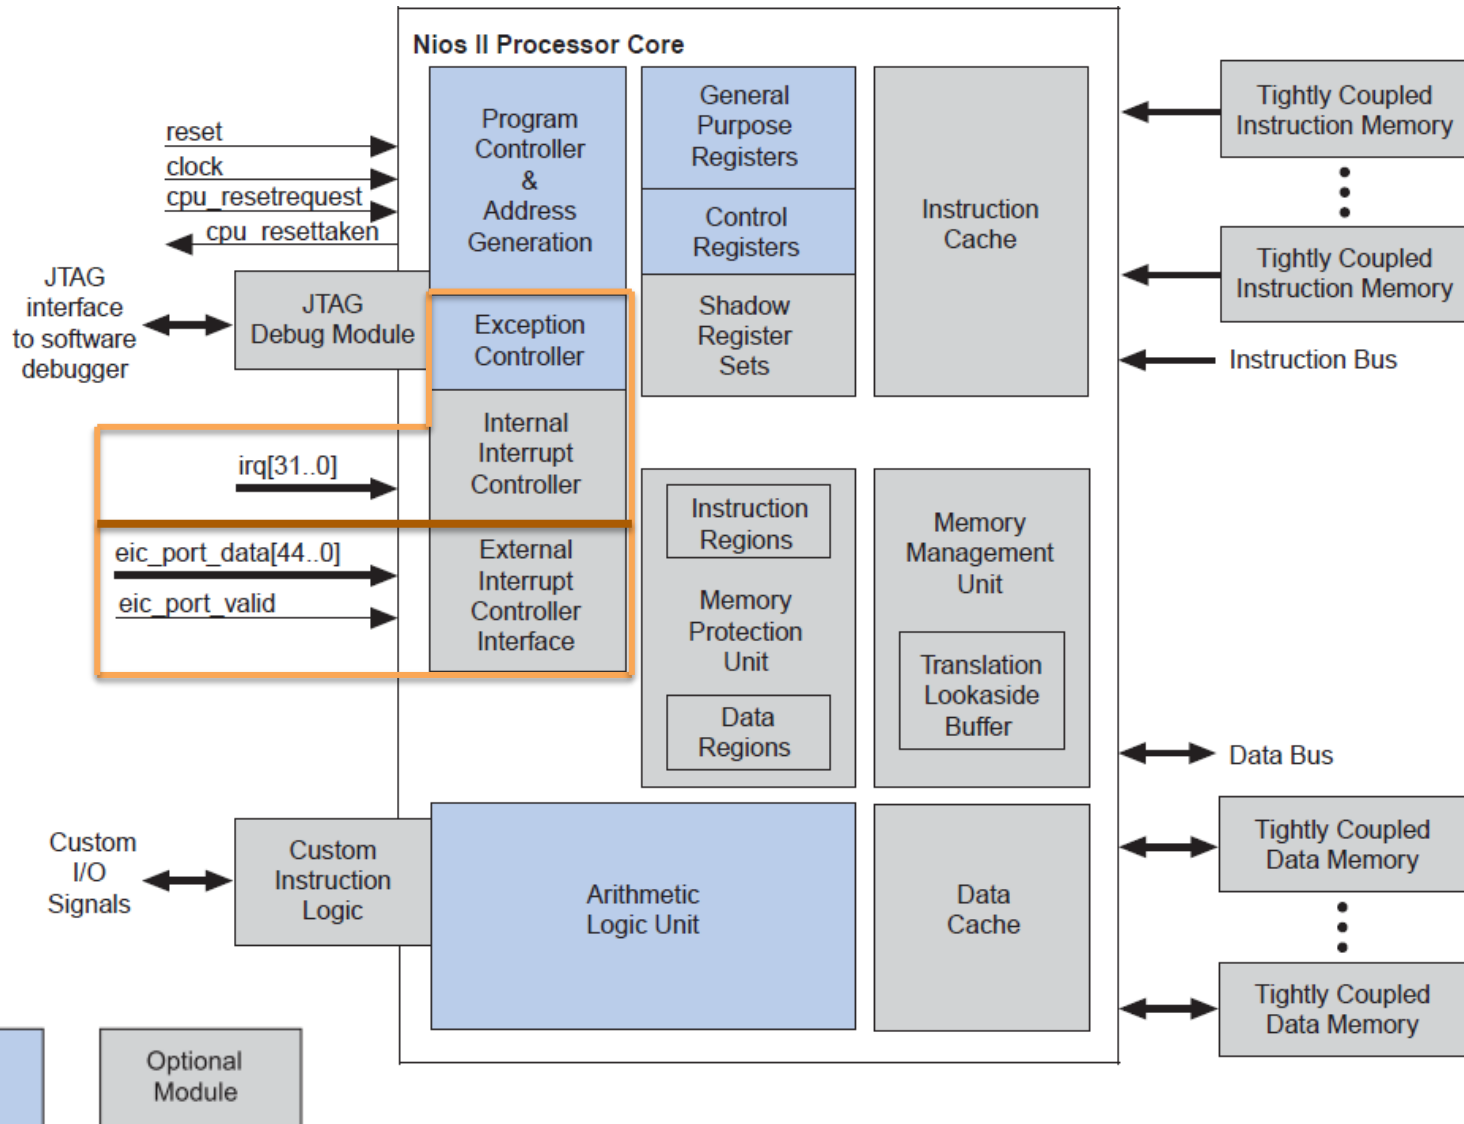 Nios II Processor Core
reset
clock
cpu_resetrequest
cpu_resettaken
JTAG
interface
to software
debugger
JTAG
Debug Module
Program
Controller
&
Address
Generation
Exception
Controller
Internal
Interrupt
Controller
irq[31..0]
External
Interrupt
Controller
Interface
eic_port_data[44..0]
eic_port_valid
General
Purpose
Registers
Control
Registers
Shadow
Register
Sets
Instruction
Cache
Instruction
Regions
Memory
Protection
Unit
Data
Regions
Memory
Management
Unit
Translation
Lookaside
Buffer
Custom
I/O
Signals
Custom
Instruction
Logic
Arithmetic
Logic Unit
Data
Cache
Tightly Coupled
Instruction Memory
Tightly Coupled
Instruction Memory
Instruction Bus
Data Bus
Tightly Coupled
Data Memory
Tightly Coupled
Data Memory
Optional
Module